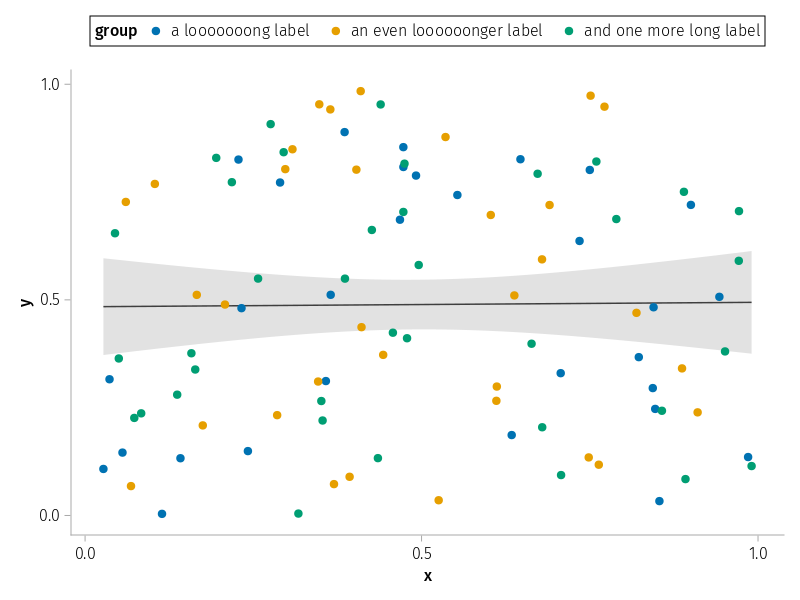 group a looooooong label an even loooooonger label and one more long label
1.0
y 0.5
0.0
0.0 0.5 1.0
x